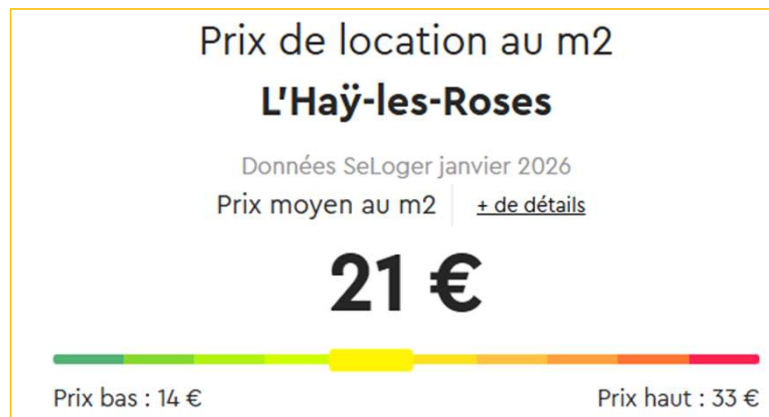 Prix de location au m2
L'Haÿ-les-Roses
Données SeLoger janvier 2026
Prix moyen au m2 + de détails
21 €
Prix bas : 14 € Prix haut : 33 €